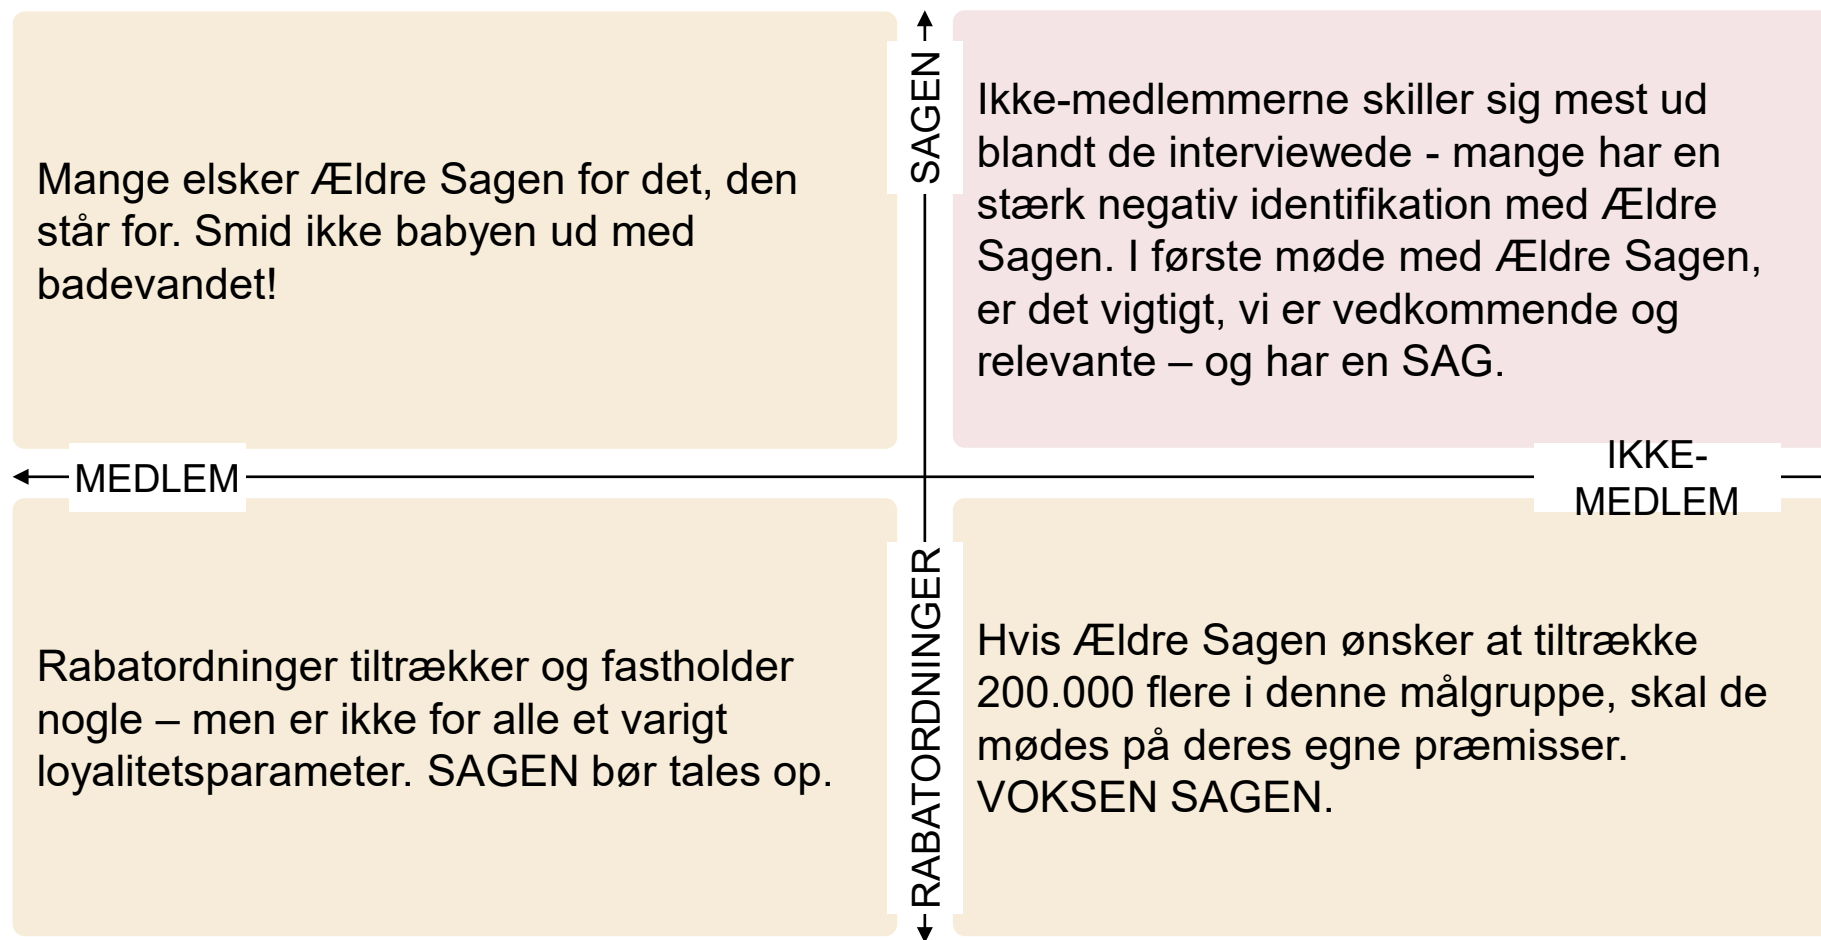 Mange elsker Ældre Sagen for det, den
står for. Smid ikke babyen ud med
badevandet!
SAGEN
Ikke-medlemmerne skiller sig mest ud
blandt de interviewede - mange har en
stærk negativ identifikation med Ældre
Sagen. I første møde med Ældre Sagen,
er det vigtigt, vi er vedkommende og
relevante – og har en SAG.
MEDLEM
IKKE-
MEDLEM
Rabatordninger tiltrækker og fastholder
nogle – men er ikke for alle et varigt
loyalitetsparameter. SAGEN bør tales op.
RABATORDNINGER
Hvis Ældre Sagen ønsker at tiltrække
200.000 flere i denne målgruppe, skal de
mødes på deres egne præmisser.
VOKSEN SAGEN.